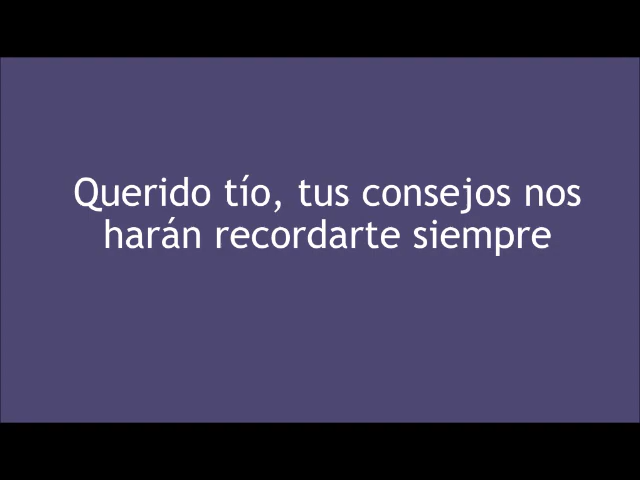 Querido tío, tus consejos nos
harán recordarte siempre